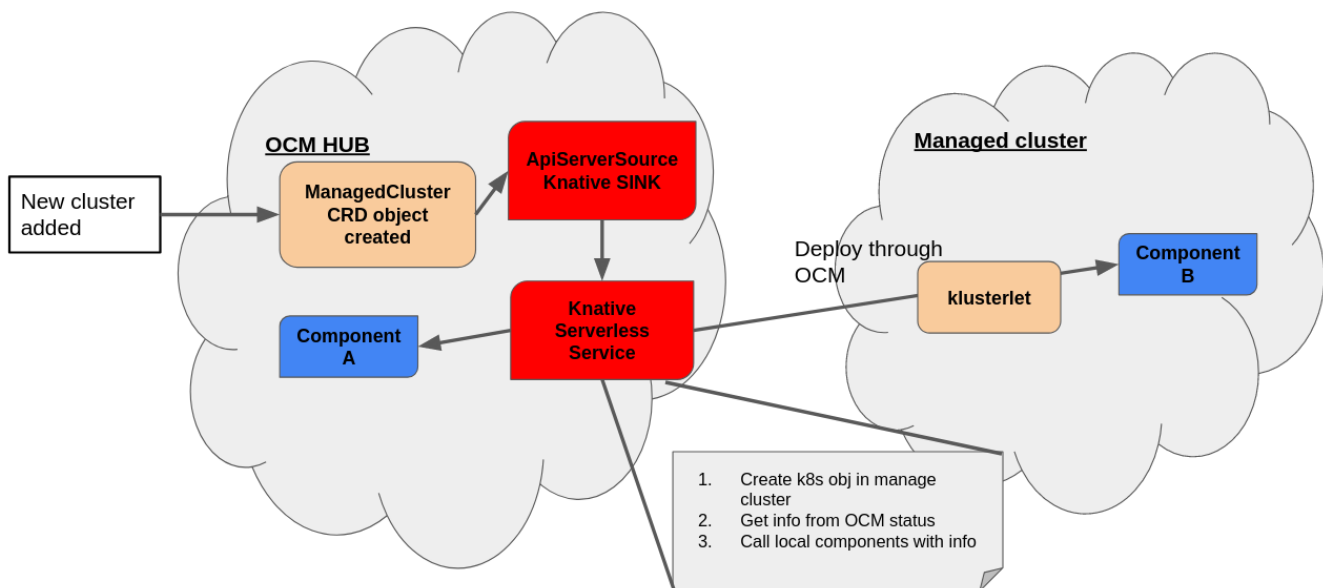 OCM HUB
New cluster
added
ManagedCluster
CRD object
created
ApiServerSource
Knative SINK
Component
A
Knative
Serverless
Service
Managed cluster
Deploy through
OCM
klusterlet
Component
B
1. Create k8s obj in manage
cluster
2. Get info from OCM status
3. Call local components with info